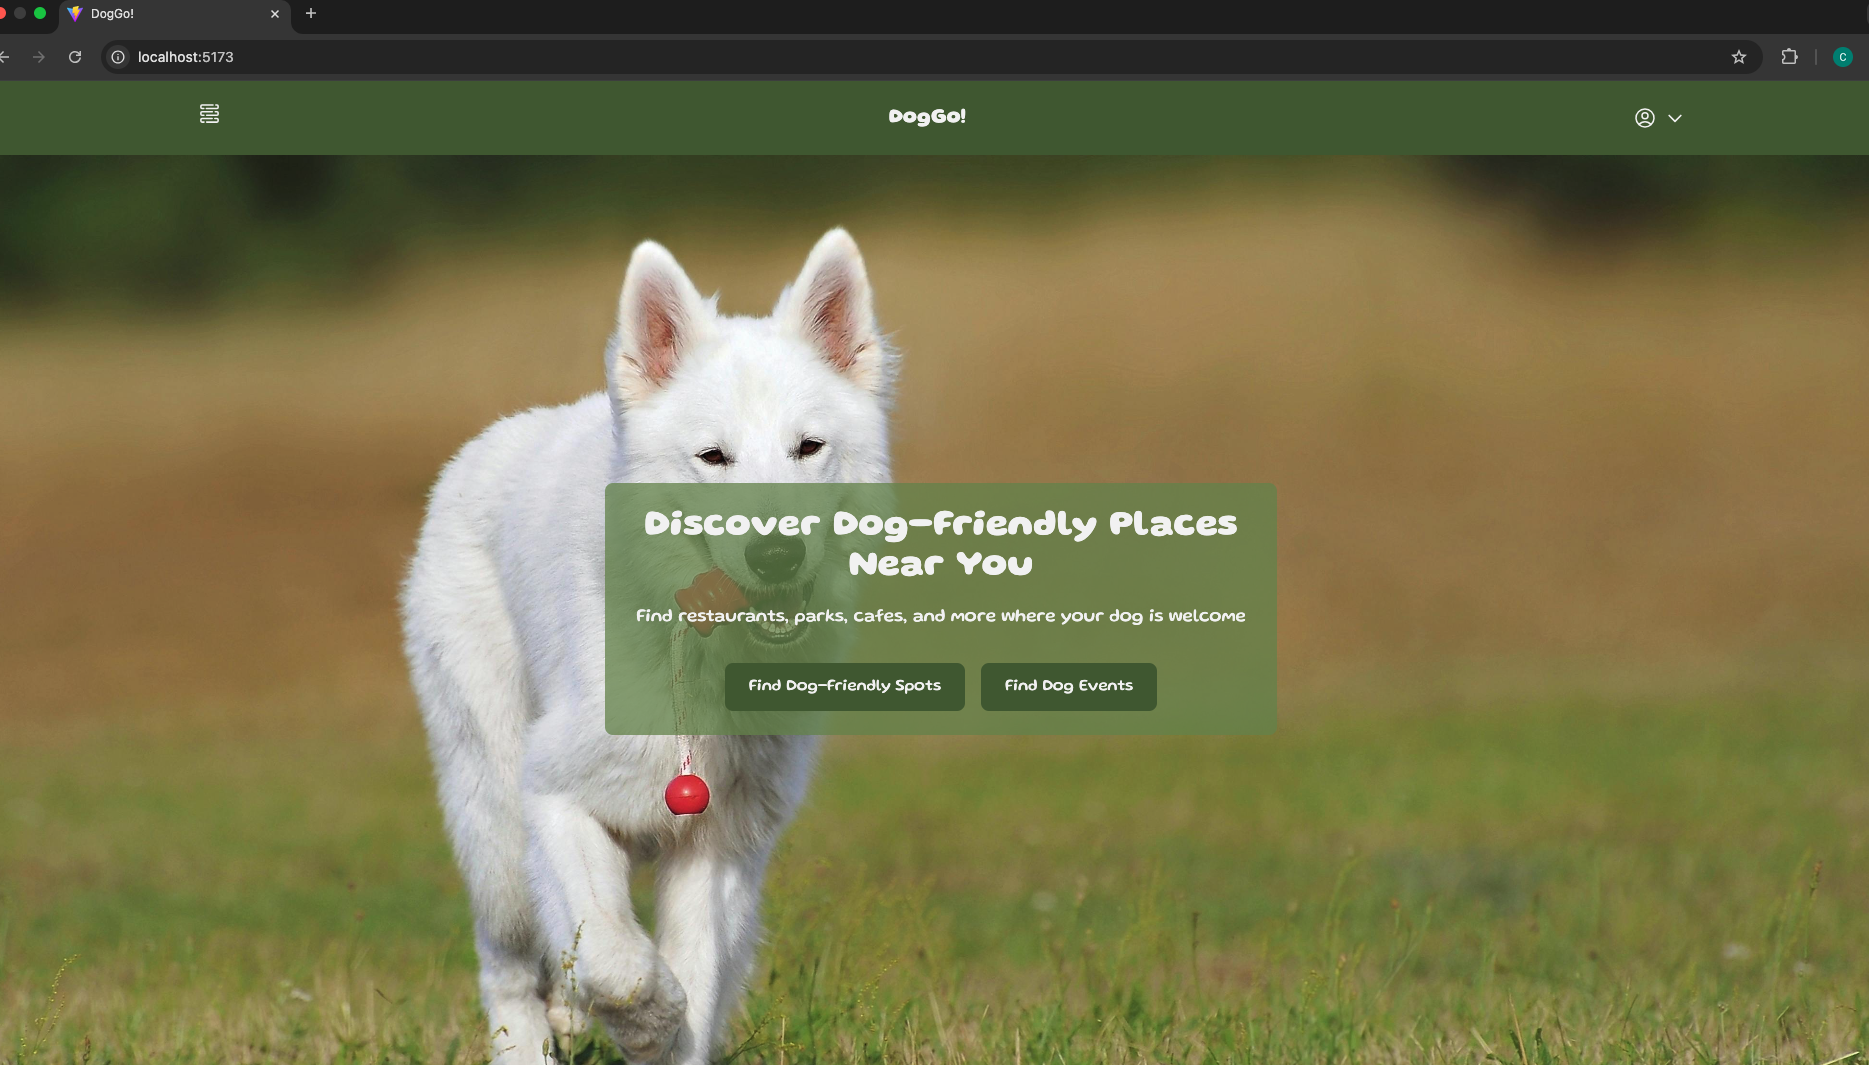 DogGo!
localhost:5173
C
DogGo!
Discover Dog-Friendly Places
Near You
Find restaurants, parks, cafes, and more where your dog is welcome
Find Dog-Friendly Spots
Find Dog Events